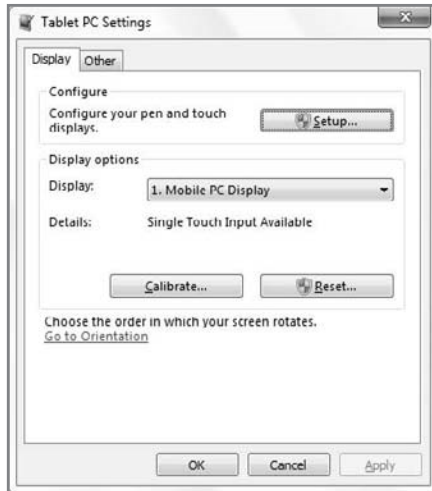 Tablet PC Settings
Display Other
Configure
Configure your pen and touch
displays.
Setup...
Display options
Display: 1. Mobile PC Display
Details: Single Touch Input Available
Calibrate... Reset...
Choose the order in which your screen rotates.
Go to Orientation
OK Cancel Apply